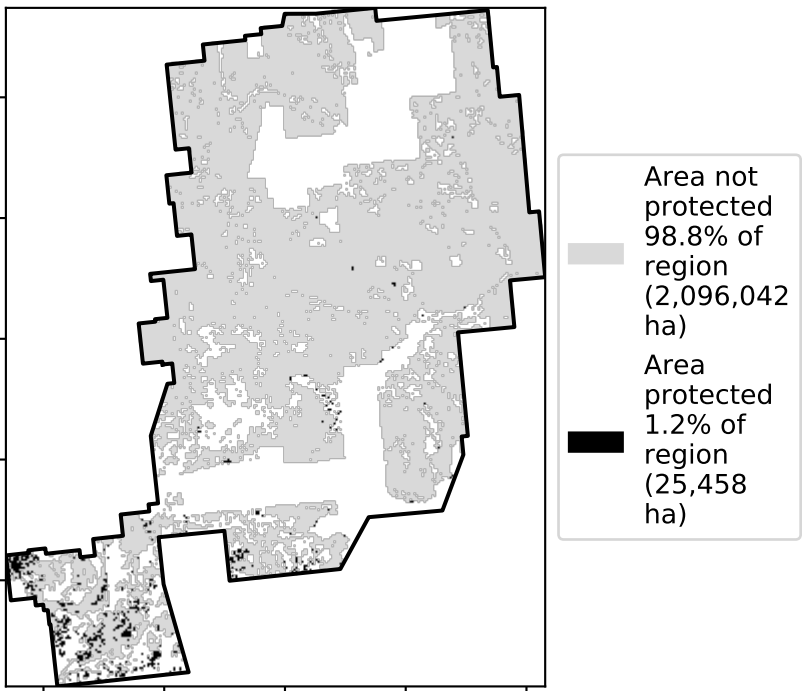 Area not
protected
98.8% of
region
(2,096,042
ha)
Area
protected
1.2% of
region
(25,458
ha)